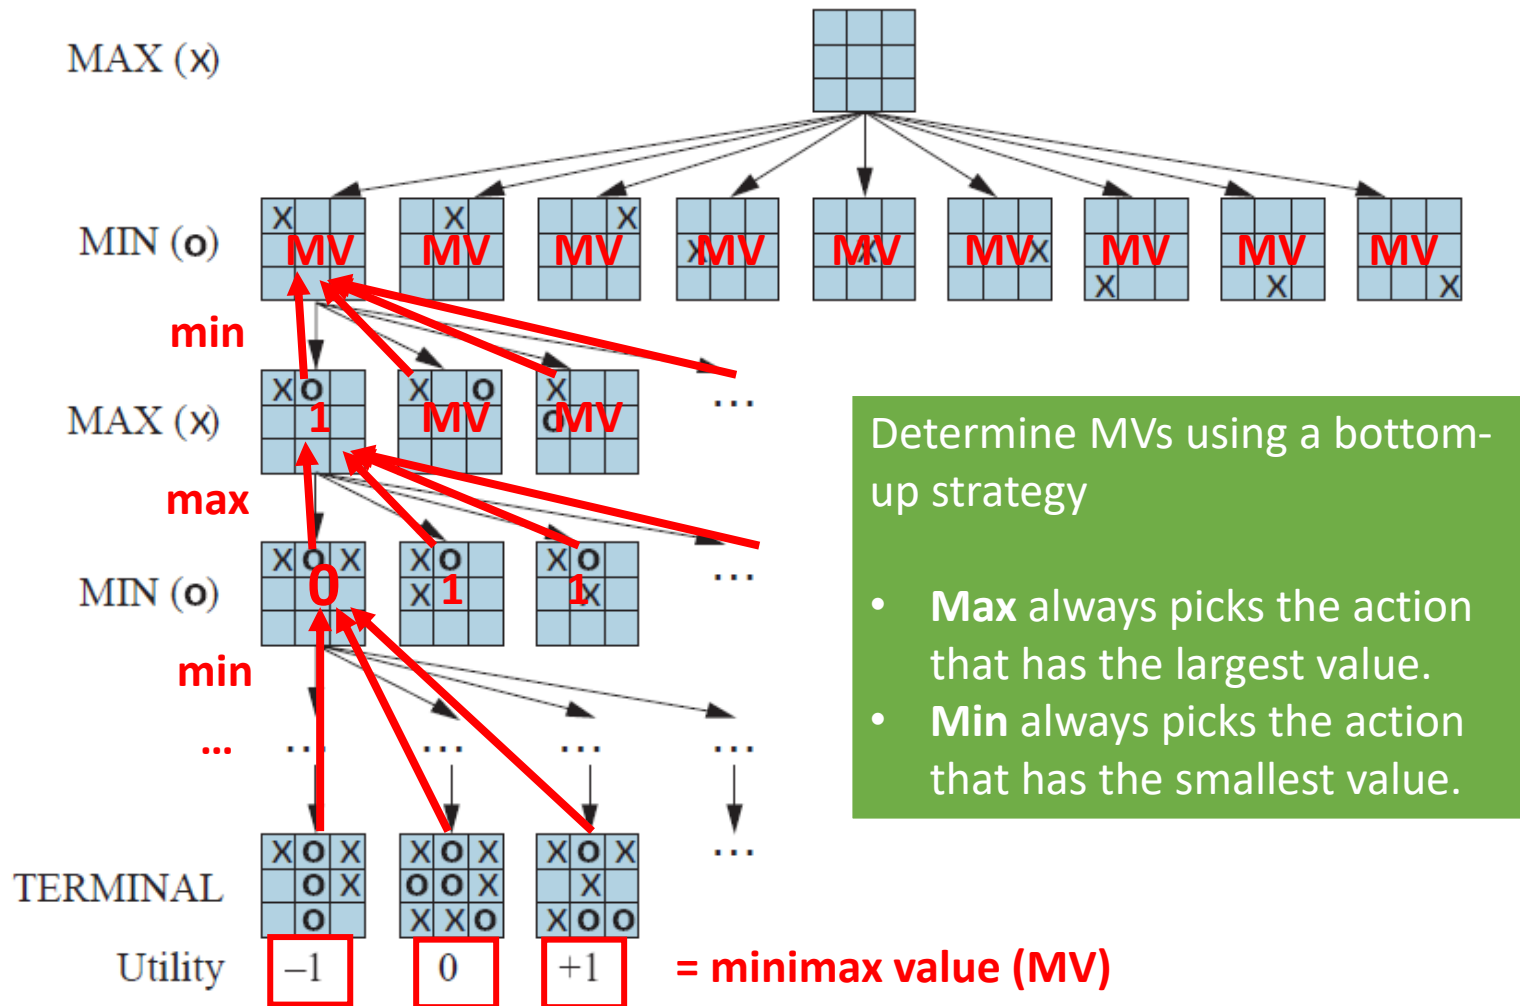 MAX (x)
MIN (o)
X
X
X
X
X
X
X
X
X
MV
MV
MV
MV
MV
MV
MV
MV
MV
min
MAX (x)
X o
X o
X
o
1
MV
MV
...
max
MIN (o)
X o X
X o
X
X o
X
0
1
1
...
min
...
...
...
...
...
TERMINAL
X o X
o X
o
X o X
o o X
X X o
X o X
X
X o o
...
Utility
–1
0
+1
= minimax value (MV)
Determine MVs using a bottom-
up strategy
• Max always picks the action
that has the largest value.
• Min always picks the action
that has the smallest value.